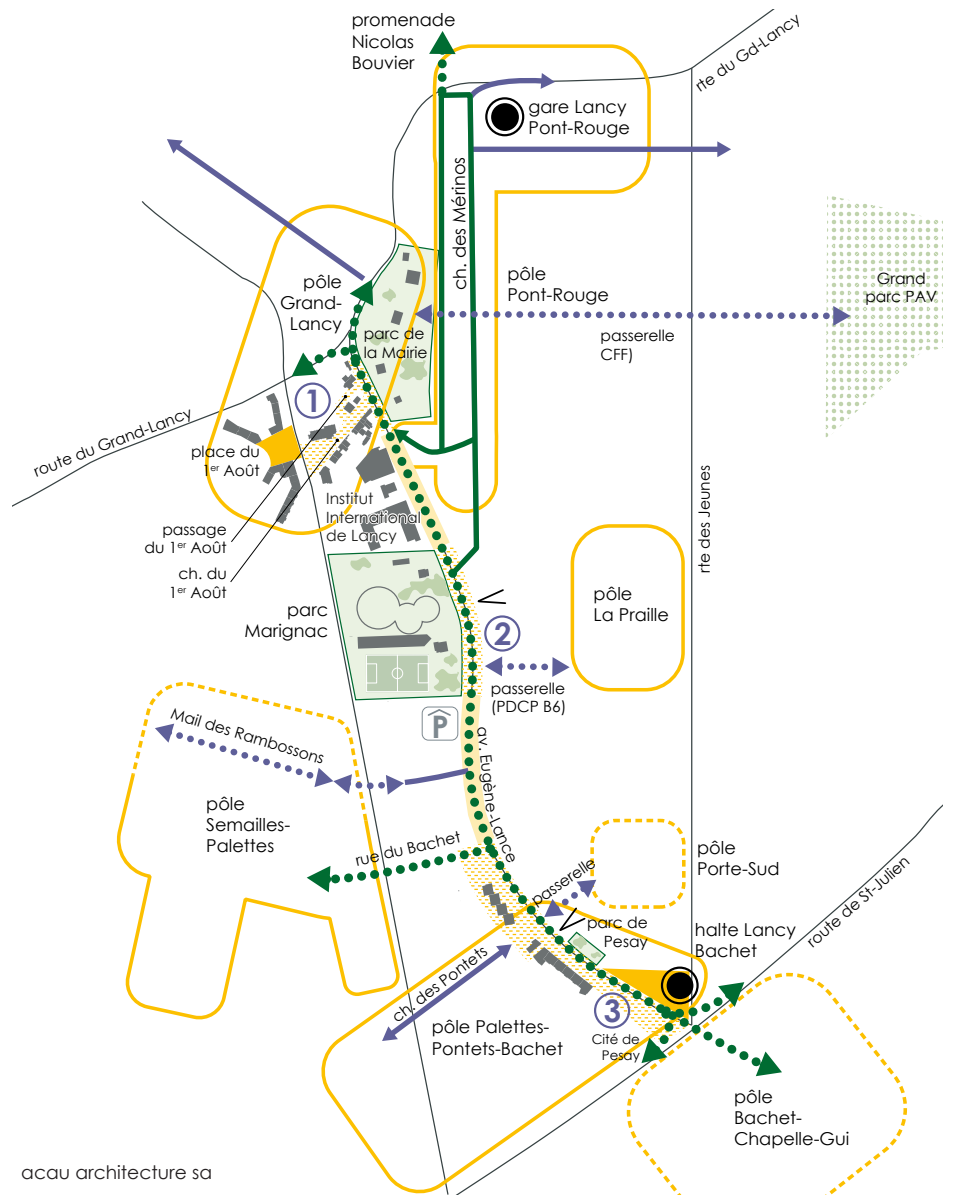 promenade
Nicolas
Bouvier
rte du Gd-Lancy
gare Lancy
Pont-Rouge
ch. des Mérinos
pôle
Pont-Rouge
Grand
parc PAV
pôle
Grand-
Lancy
parc de
la Mairie
passerelle
CFF)
1
route du Grand-Lancy
place du
1er Août
Institut
International
de Lancy
passage
du 1er Août
ch. du
1er Août
rte des Jeunes
parc
Marignac
pôle
La Praille
2
passerelle
(PDCP B6)
P
Mail des Rambossons
av. Eugène-Lance
pôle
Semailles-
Palettes
rue du Bachet
pôle
Porte-Sud
passerelle
route de St-Julien
parc de
Pesay
halte Lancy
Bachet
ch. des Pontets
3
pôle Palettes-
Pontets-Bachet
Cité de
Pesay
pôle
Bachet-
Chapelle-Gui
acau architecture sa